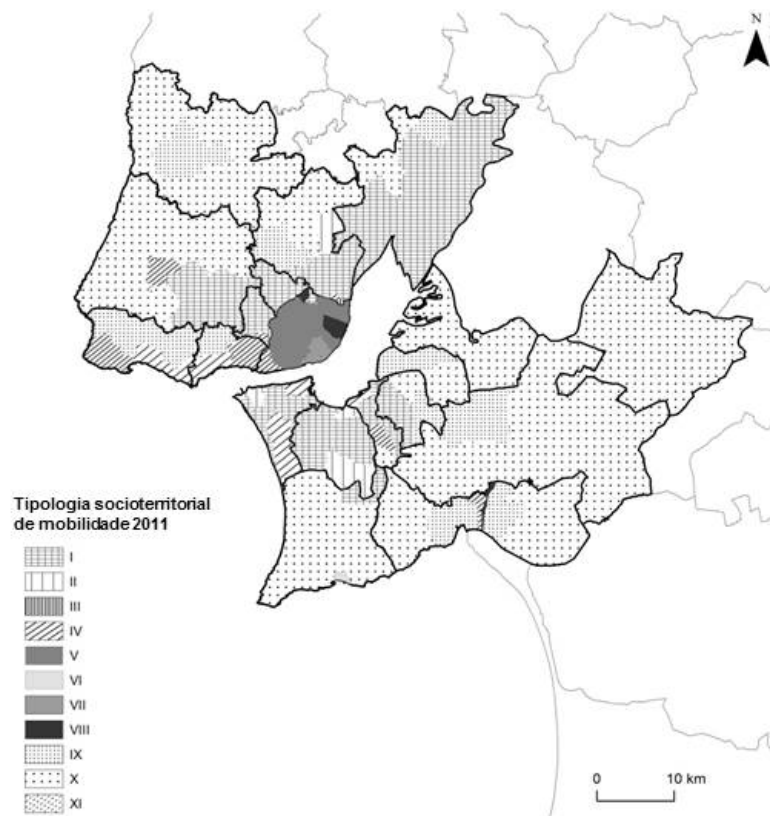 N
Tipologia socioterritorial
de mobilidade 2011
I
II
III
IV
V
VI
VII
VIII
IX
X
XI
0 10 km